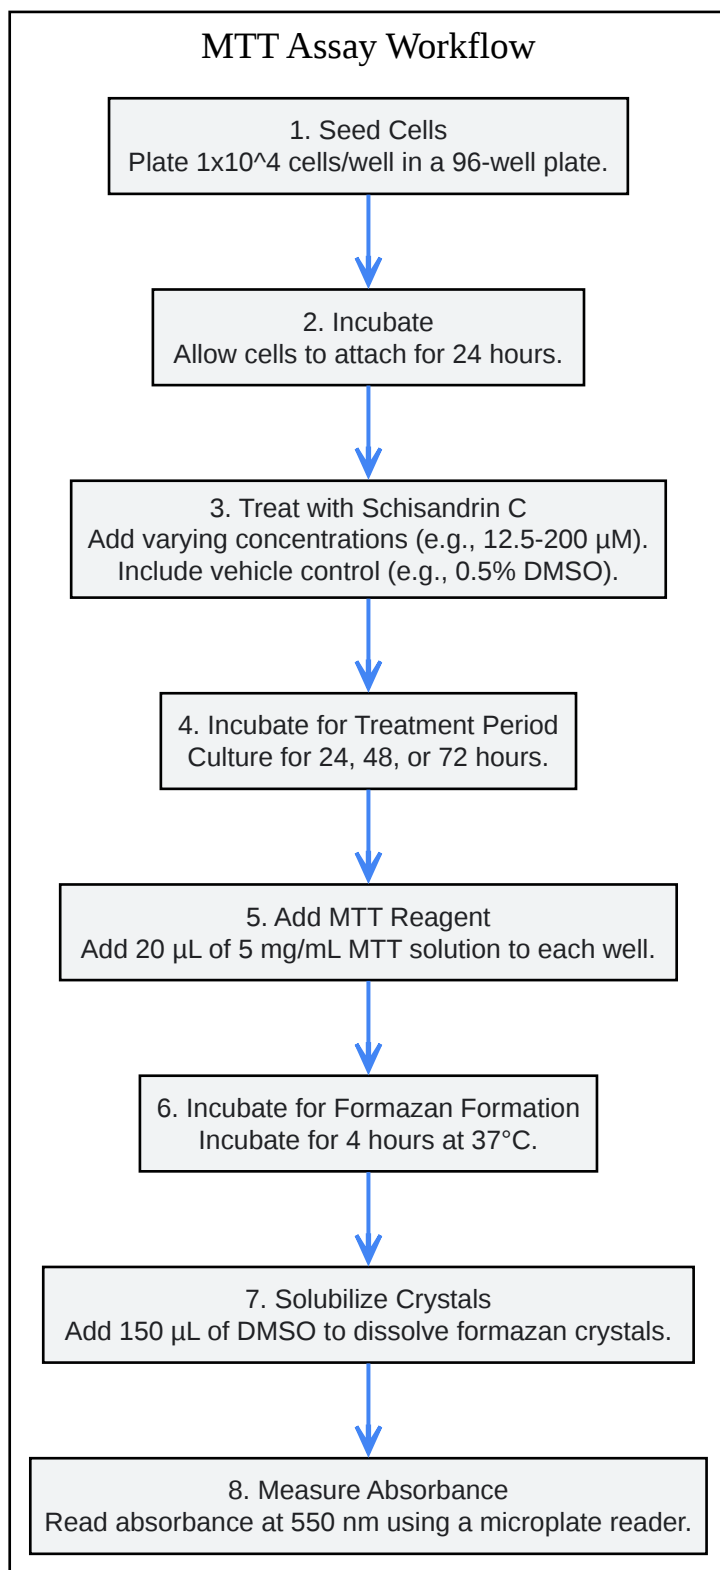 MTT Assay Workflow
1. Seed Cells
Plate 1x10^4 cells/well in a 96-well plate.
2. Incubate
Allow cells to attach for 24 hours.
3. Treat with Schisandrin C
Add varying concentrations (e.g., 12.5-200 µM).
Include vehicle control (e.g., 0.5% DMSO).
4. Incubate for Treatment Period
Culture for 24, 48, or 72 hours.
5. Add MTT Reagent
Add 20 µL of 5 mg/mL MTT solution to each well.
6. Incubate for Formazan Formation
Incubate for 4 hours at 37°C.
7. Solubilize Crystals
Add 150 µL of DMSO to dissolve formazan crystals.
8. Measure Absorbance
Read absorbance at 550 nm using a microplate reader.